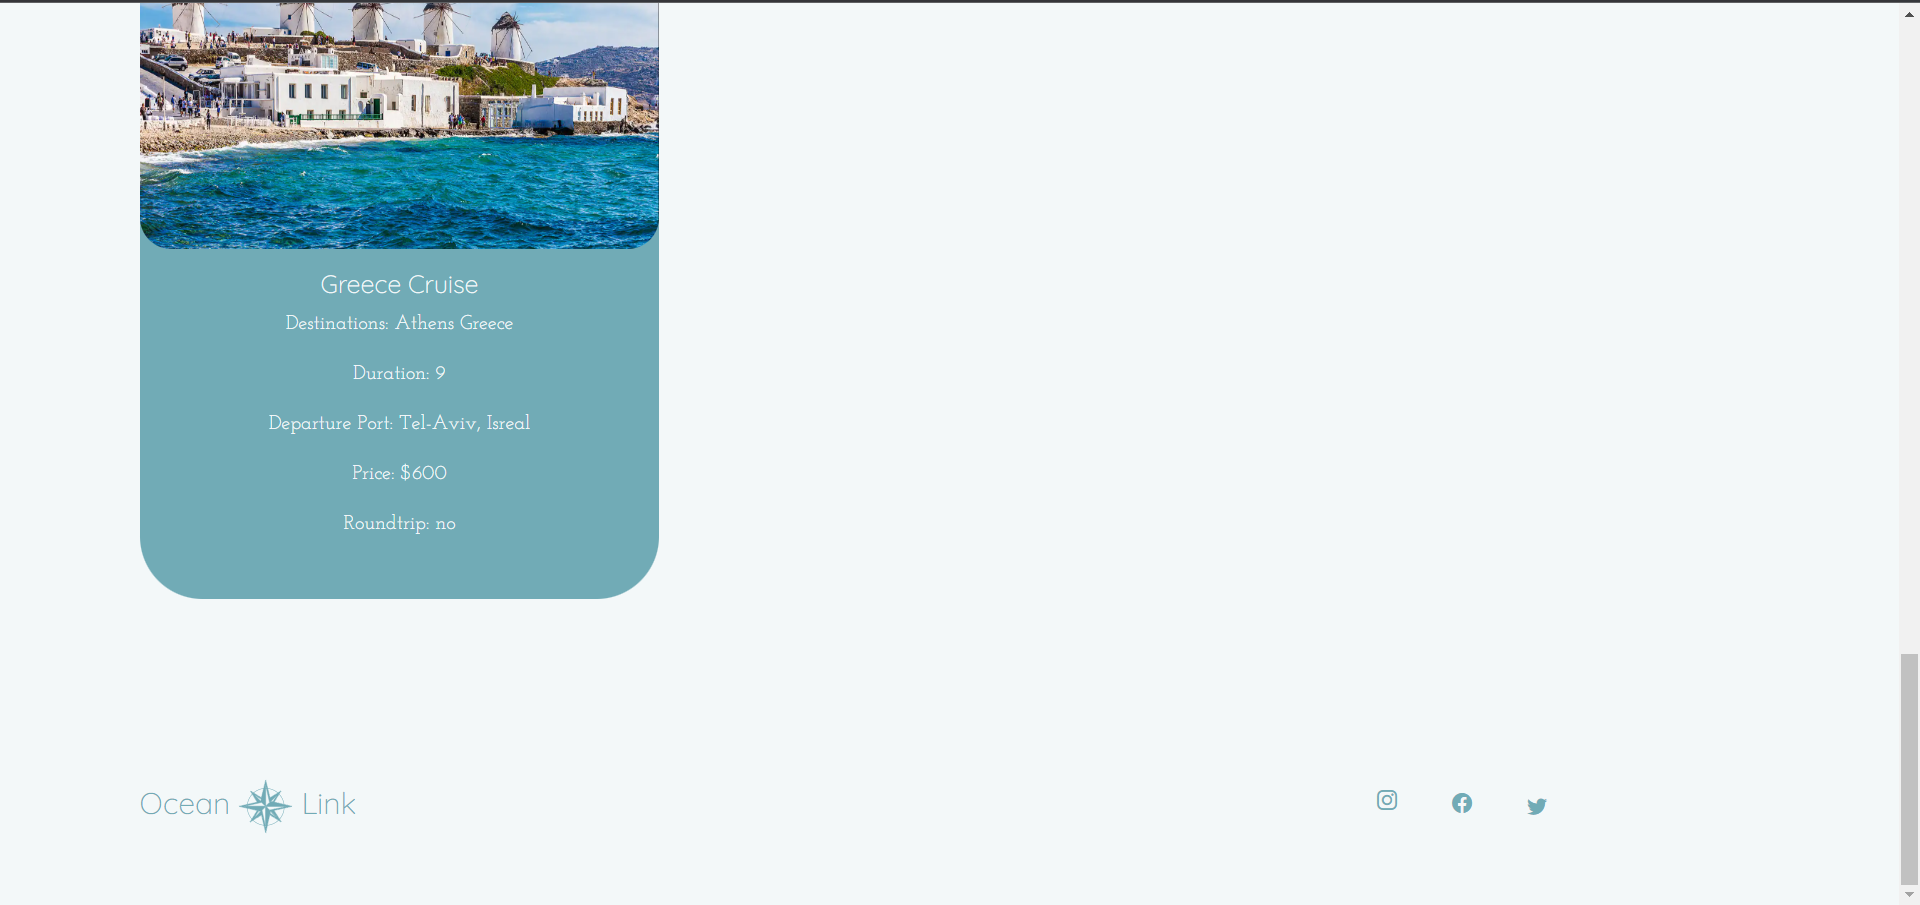 Greece Cruise
Destinations: Athens Greece
Duration: 9
Departure Port: Tel-Aviv, Isreal
Price: $600
Roundtrip: no
Ocean Link